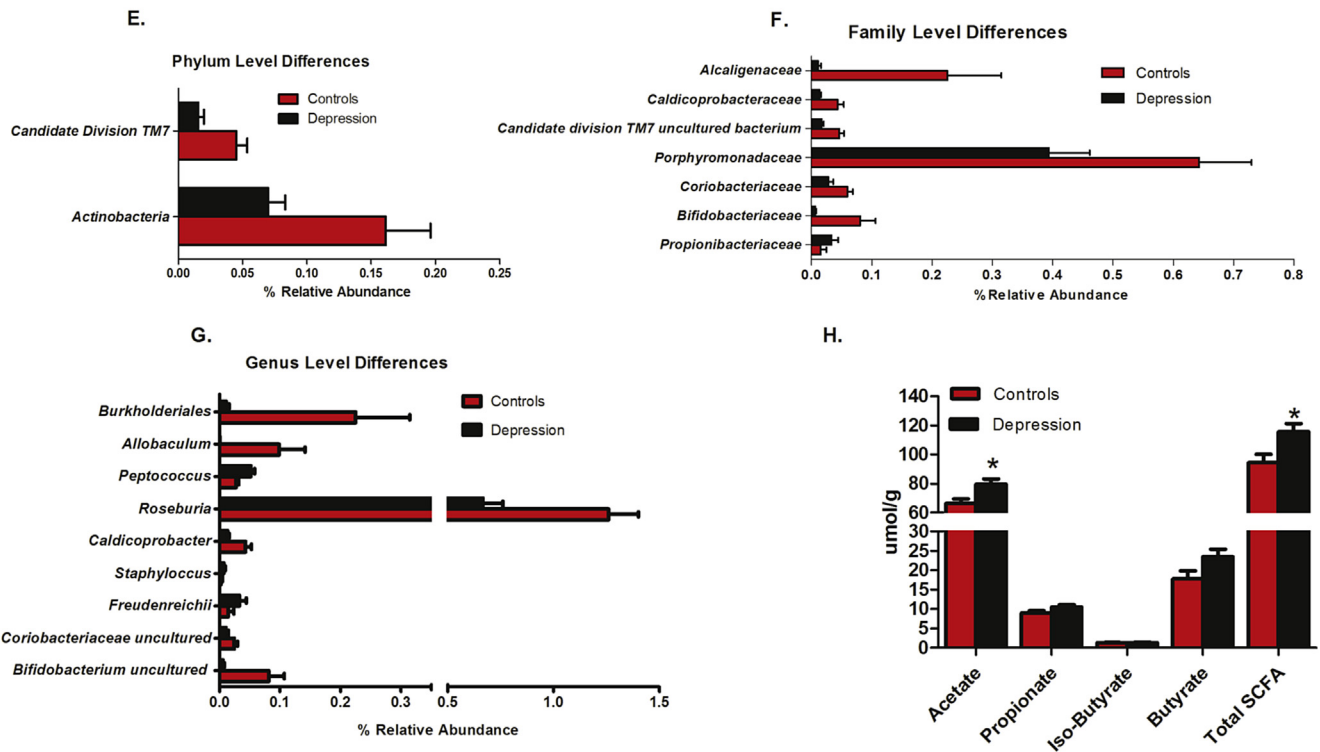 E.
Phylum Level Differences
Controls
Depression
Candidate Division TM7
Actinobacteria
0.00 0.05 0.10 0.15 0.20 0.25
% Relative Abundance
F.
Family Level Differences
Controls
Depression
Alcaligenaceae
Caldicoprobacteraceae
Candidate division TM7 uncultured bacterium
Porphyromonadaceae
Coriobacteriaceae
Bifidobacteriaceae
Propionibacteriaceae
0.0 0.1 0.2 0.3 0.4 0.5 0.6 0.7 0.8
%Relative Abundance
G.
Genus Level Differences
Controls
Depression
Burkholderiales
Allobaculum
Peptococcus
Roseburia
Caldicoprobacter
Staphyloccus
Freudenreichii
Coriobacteriaceae uncultured
Bifidobacterium uncultured
0.0 0.1 0.2 0.3 0.5 1.0 1.5
% Relative Abundance
H.
Controls
Depression
140
120
100
80
60
30
25
20
15
10
5
0
umol/g
* *
Acetate
Propionate
Iso-Butyrate
Butyrate
Total SCFA